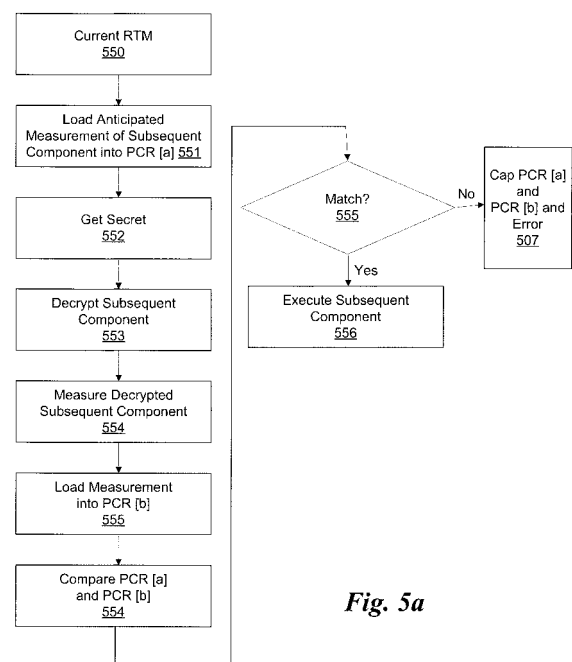 Current RTM
550
Load Anticipated
Measurement of Subsequent
Component into PCR [a] 551
Get Secret
552
Decrypt Subsequent
Component
553
Measure Decrypted
Subsequent Component
554
Load Measurement
into PCR [b]
555
Compare PCR [a]
and PCR [b]
554
Match?
555
No
Cap PCR [a]
and
PCR [b] and
Error
507
Yes
Execute Subsequent
Component
556
Fig. 5a